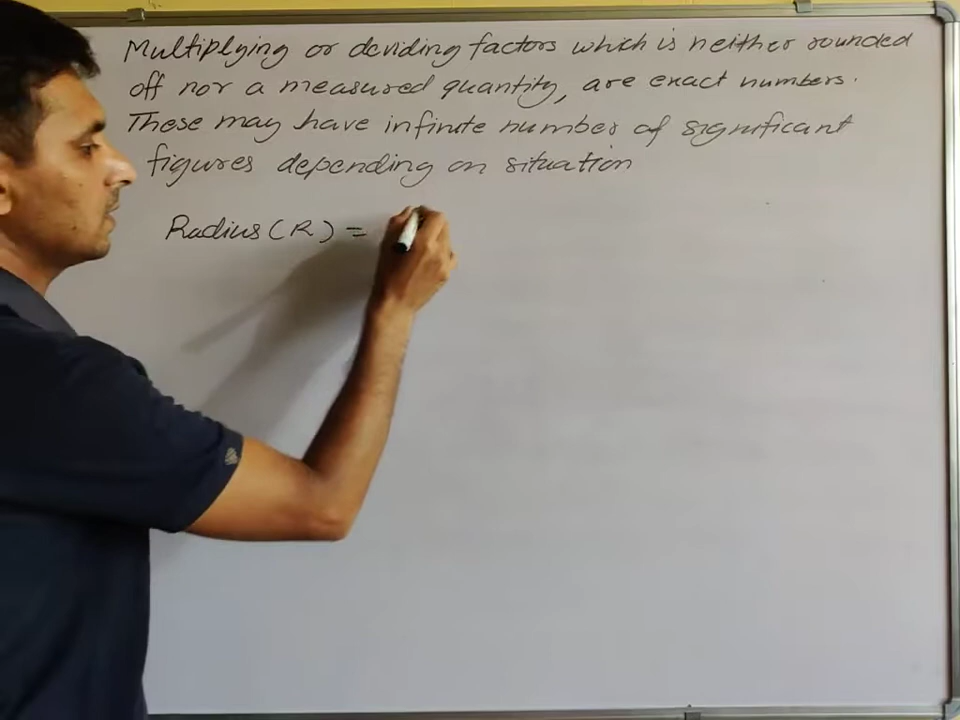 Multiplying or deviding factors which is neither rounded
off nor a measured quantity, are exact numbers.
These may have infinite number of significant
figures depending on situation
Radius (R) =